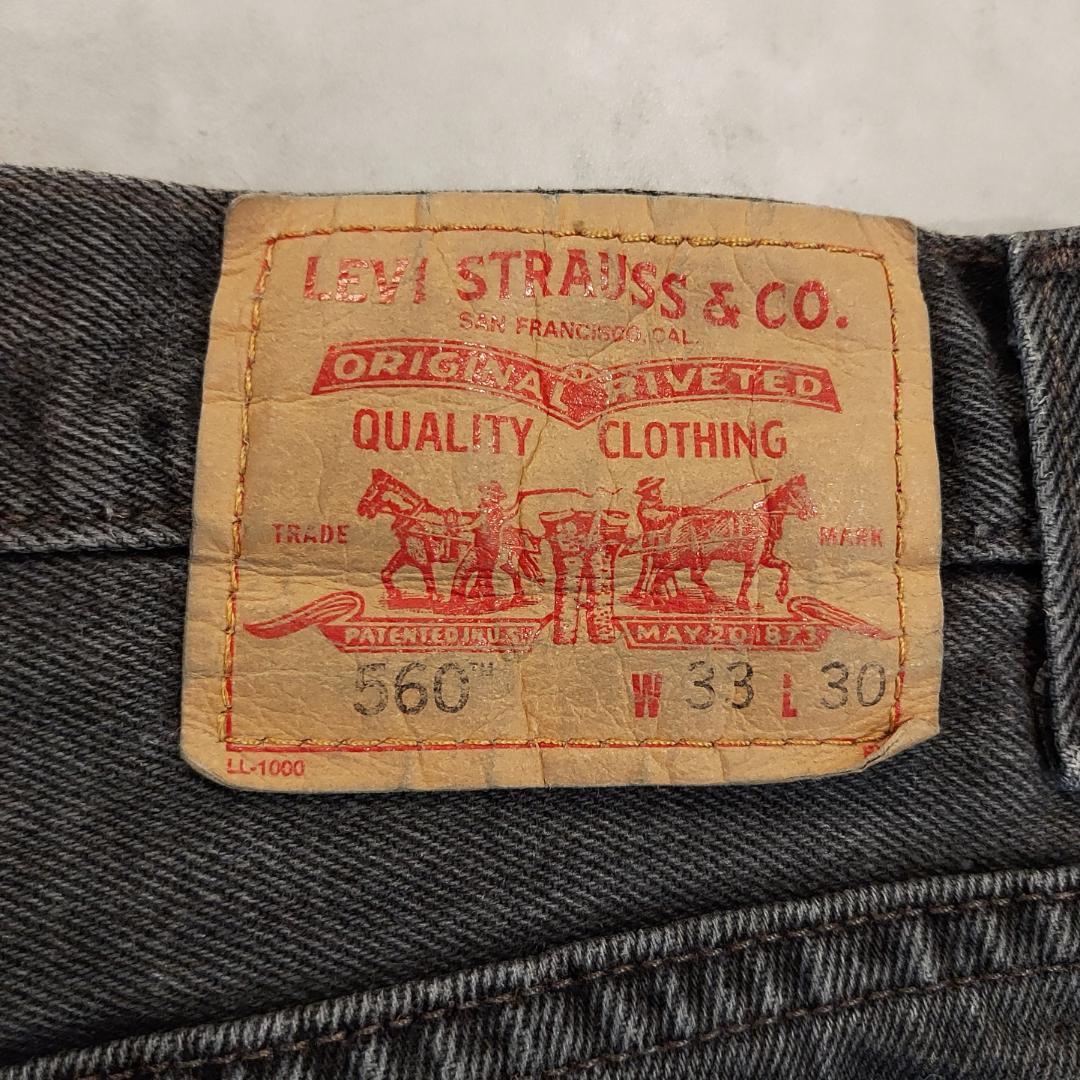 LEVI STRAUSS & CO.
SAN FRANCISCO, CAL.
ORIGINAL RIVETED
QUALITY CLOTHING
TRADE MARK
PATENTED IN U.S. MAY 20 1873
560™ W 33 L 30
LL-1000